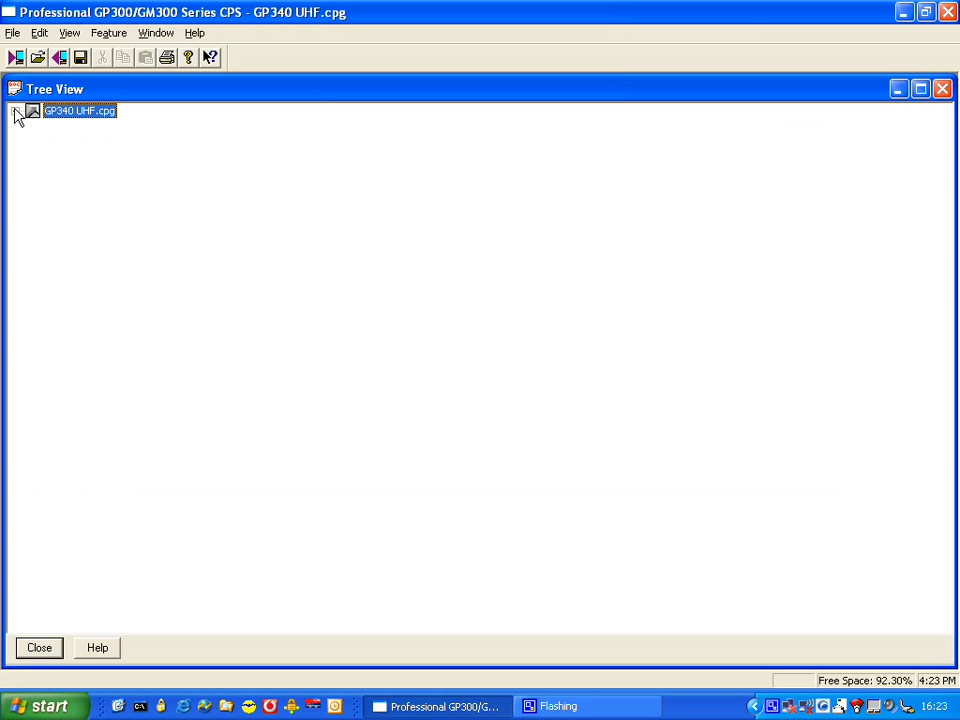 Professional GP300/GM300 Series CPS - GP340 UHF.cpg
File Edit View Feature Window Help
Tree View
GP340 UHF.cpg
Close Help
Free Space: 92.30% 4:23 PM
start Professional GP300/G... Flashing 16:23